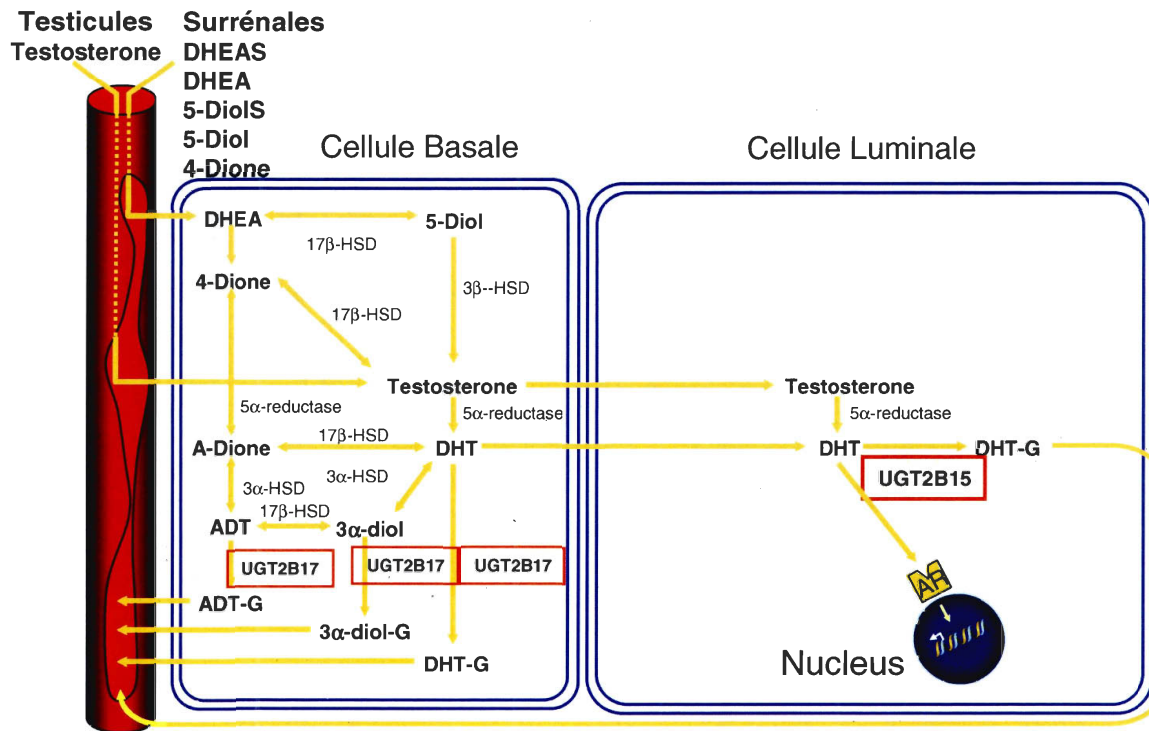 Testicules
Testosterone
Surrénales
DHEAS
DHEA
5-DiolS
5-Diol
4-Dione
Cellule Basale
Cellule Luminale
DHEA
5-Diol
17β-HSD
4-Dione
3β--HSD
17β-HSD
Testosterone
Testosterone
5α-reductase
5α-reductase
5α-reductase
A-Dione
17β-HSD
DHT
DHT
DHT-G
3α-HSD
3α-HSD
UGT2B15
17β-HSD
ADT
3α-diol
UGT2B17
UGT2B17
UGT2B17
AR
ADT-G
3α-diol-G
DHT-G
Nucleus